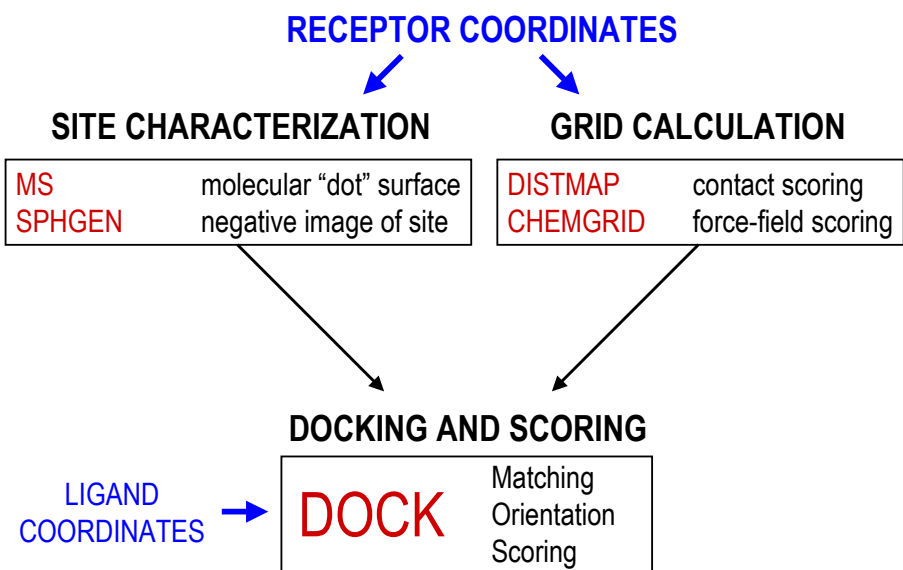 RECEPTOR COORDINATES
SITE CHARACTERIZATION
MS molecular “dot” surface
SPHGEN negative image of site
GRID CALCULATION
DISTMAP contact scoring
CHEMGRID force-field scoring
DOCKING AND SCORING
LIGAND
COORDINATES
DOCK
Matching
Orientation
Scoring